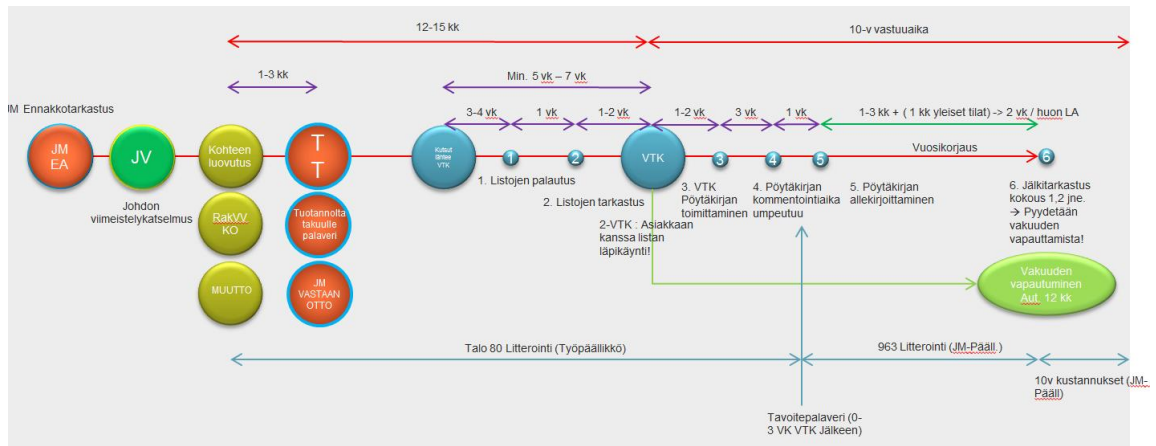 12-15 kk
10-v vastuuaika
1-3 kk
Min. 5 vk – 7 vk
3-4 vk
1 vk
1-2 vk
1-2 vk
3 vk
1 vk
1-3 kk + ( 1 kk yleiset tilat) -> 2 vk / huon LA
JM Ennakkotarkastus
JM
EA
JV
Johdon
viimeistelykatselmus
Kohteen
luovutus
RakVV
KO
MUUTTO
T
T
Tuotannolta
takuulle
palaveri
JM
VASTAAN
OTTO
Kutsut
VTK
1
1. Listojen palautus
2
2. Listojen tarkastus
VTK
2-VTK : Asiakkaan
kanssa listan
läpikäynti!
3
3. VTK
Pöytäkirjan
toimittaminen
4
4. Pöytäkirjan
kommentointiaika
umpeutuu
5
5. Pöytäkirjan
allekirjoittaminen
Vuosikorjaus
6
6. Jälkitarkastus
kokous 1,2 jne.
→ Pyydetään
vakuuden
vapauttamista!
Vakuuden
vapautuminen
Aut. 12 kk
Talo 80 Litterointi (Työpäällikkö)
963 Litterointi (JM-Pääll.)
10v kustannukset (JM-
Pääll)
Tavoitepalaveri (0-
3 VK VTK Jälkeen)